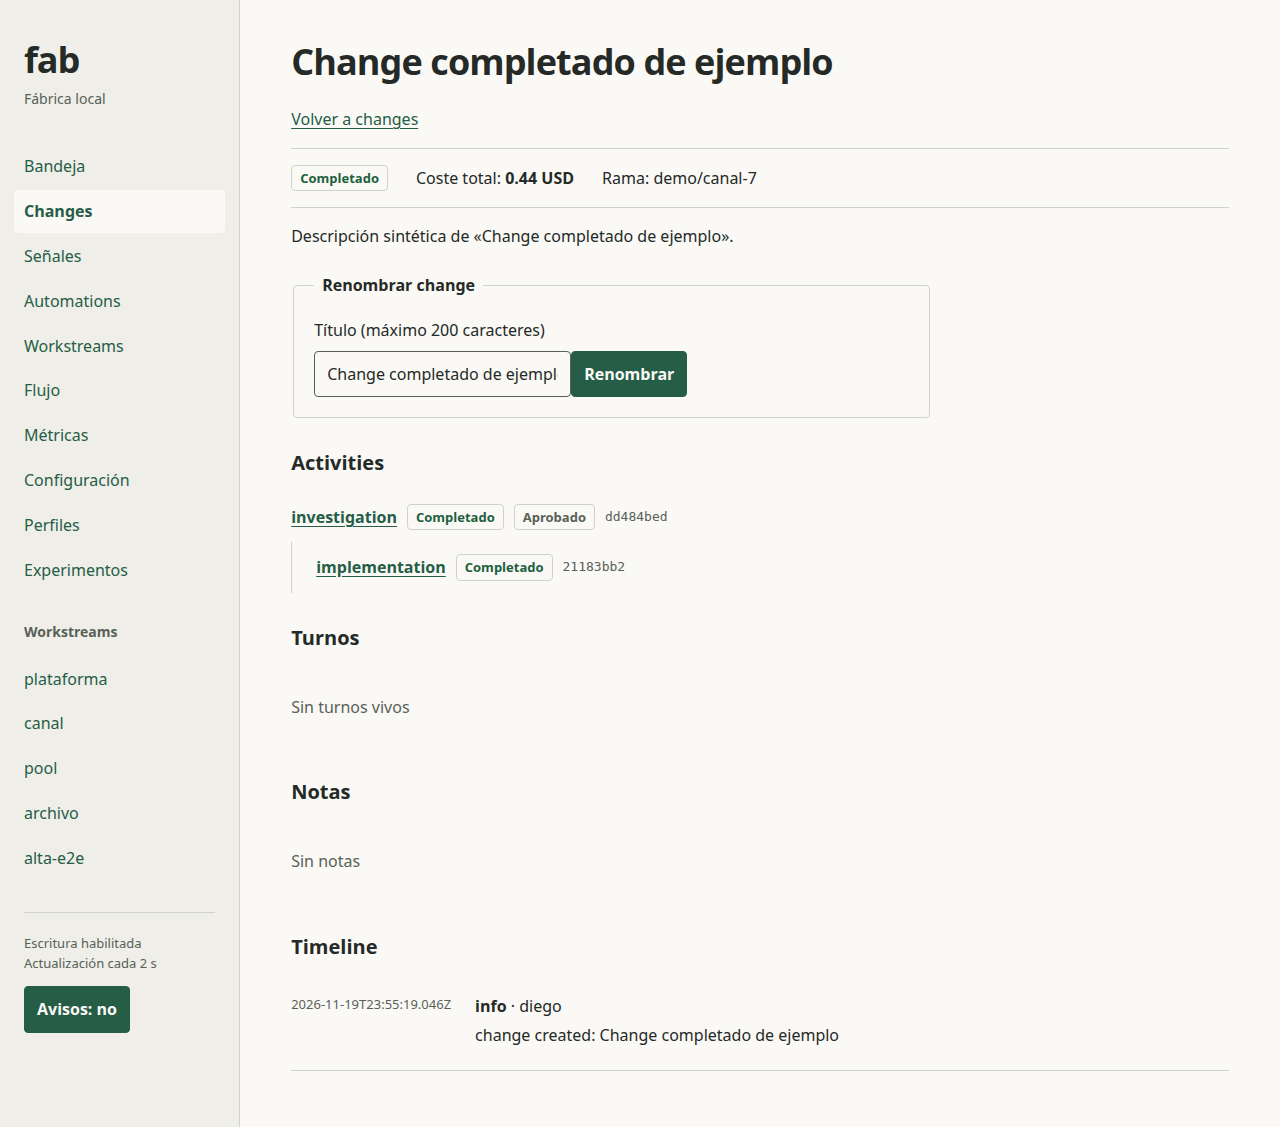 fab
Fábrica local
Bandeja
Changes
Señales
Automations
Workstreams
Flujo
Métricas
Configuración
Perfiles
Experimentos
Workstreams
plataforma
canal
pool
archivo
alta-e2e
Escritura habilitada
Actualización cada 2 s
Avisos: no
Change completado de ejemplo
Volver a changes
Completado Coste total: 0.44 USD Rama: demo/canal-7
Descripción sintética de «Change completado de ejemplo».
Renombrar change
Título (máximo 200 caracteres)
Change completado de ejempl Renombrar
Activities
investigation Completado Aprobado dd484bed
implementation Completado 21183bb2
Turnos
Sin turnos vivos
Notas
Sin notas
Timeline
2026-11-19T23:55:19.046Z info · diego
change created: Change completado de ejemplo